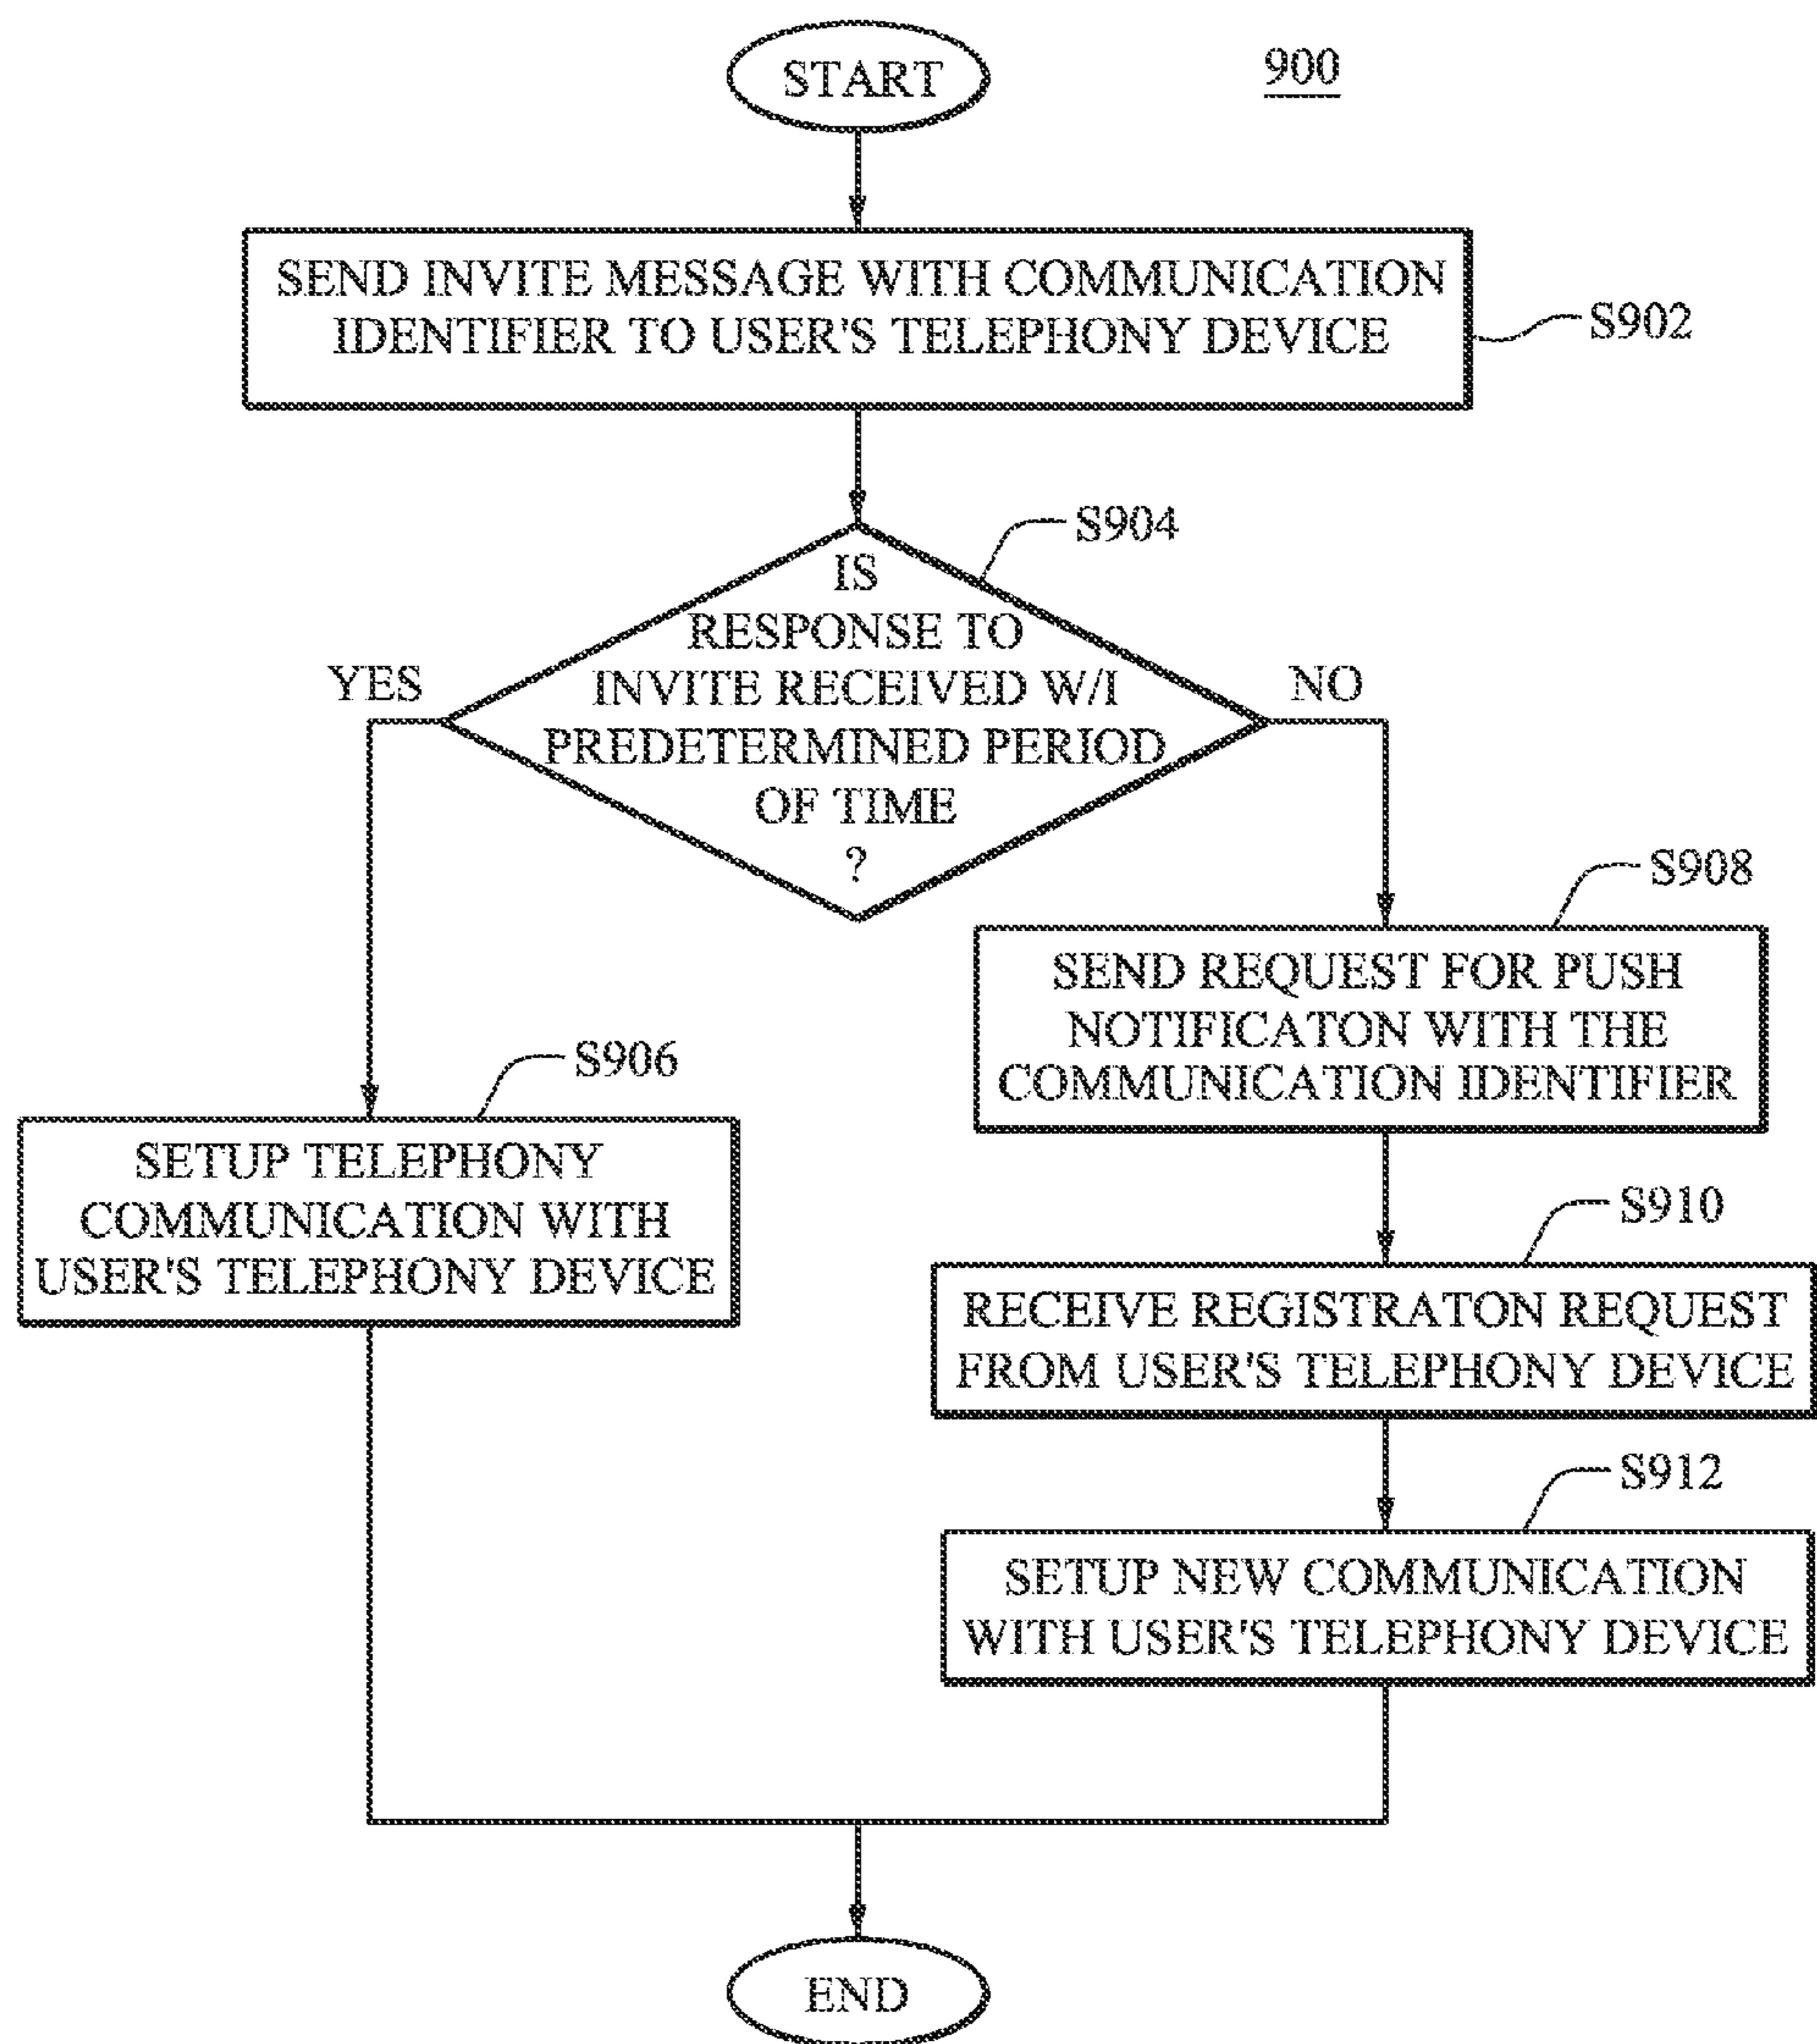 START
900
SEND INVITE MESSAGE WITH COMMUNICATION
IDENTIFIER TO USER'S TELEPHONY DEVICE
S902
S904
IS
RESPONSE TO
INVITE RECEIVED W/I
PREDETERMINED PERIOD
OF TIME
?
YES
NO
S908
SEND REQUEST FOR PUSH
NOTIFICATON WITH THE
COMMUNICATION IDENTIFIER
S906
SETUP TELEPHONY
COMMUNICATION WITH
USER'S TELEPHONY DEVICE
S910
RECEIVE REGISTRATON REQUEST
FROM USER'S TELEPHONY DEVICE
S912
SETUP NEW COMMUNICATION
WITH USER'S TELEPHONY DEVICE
END